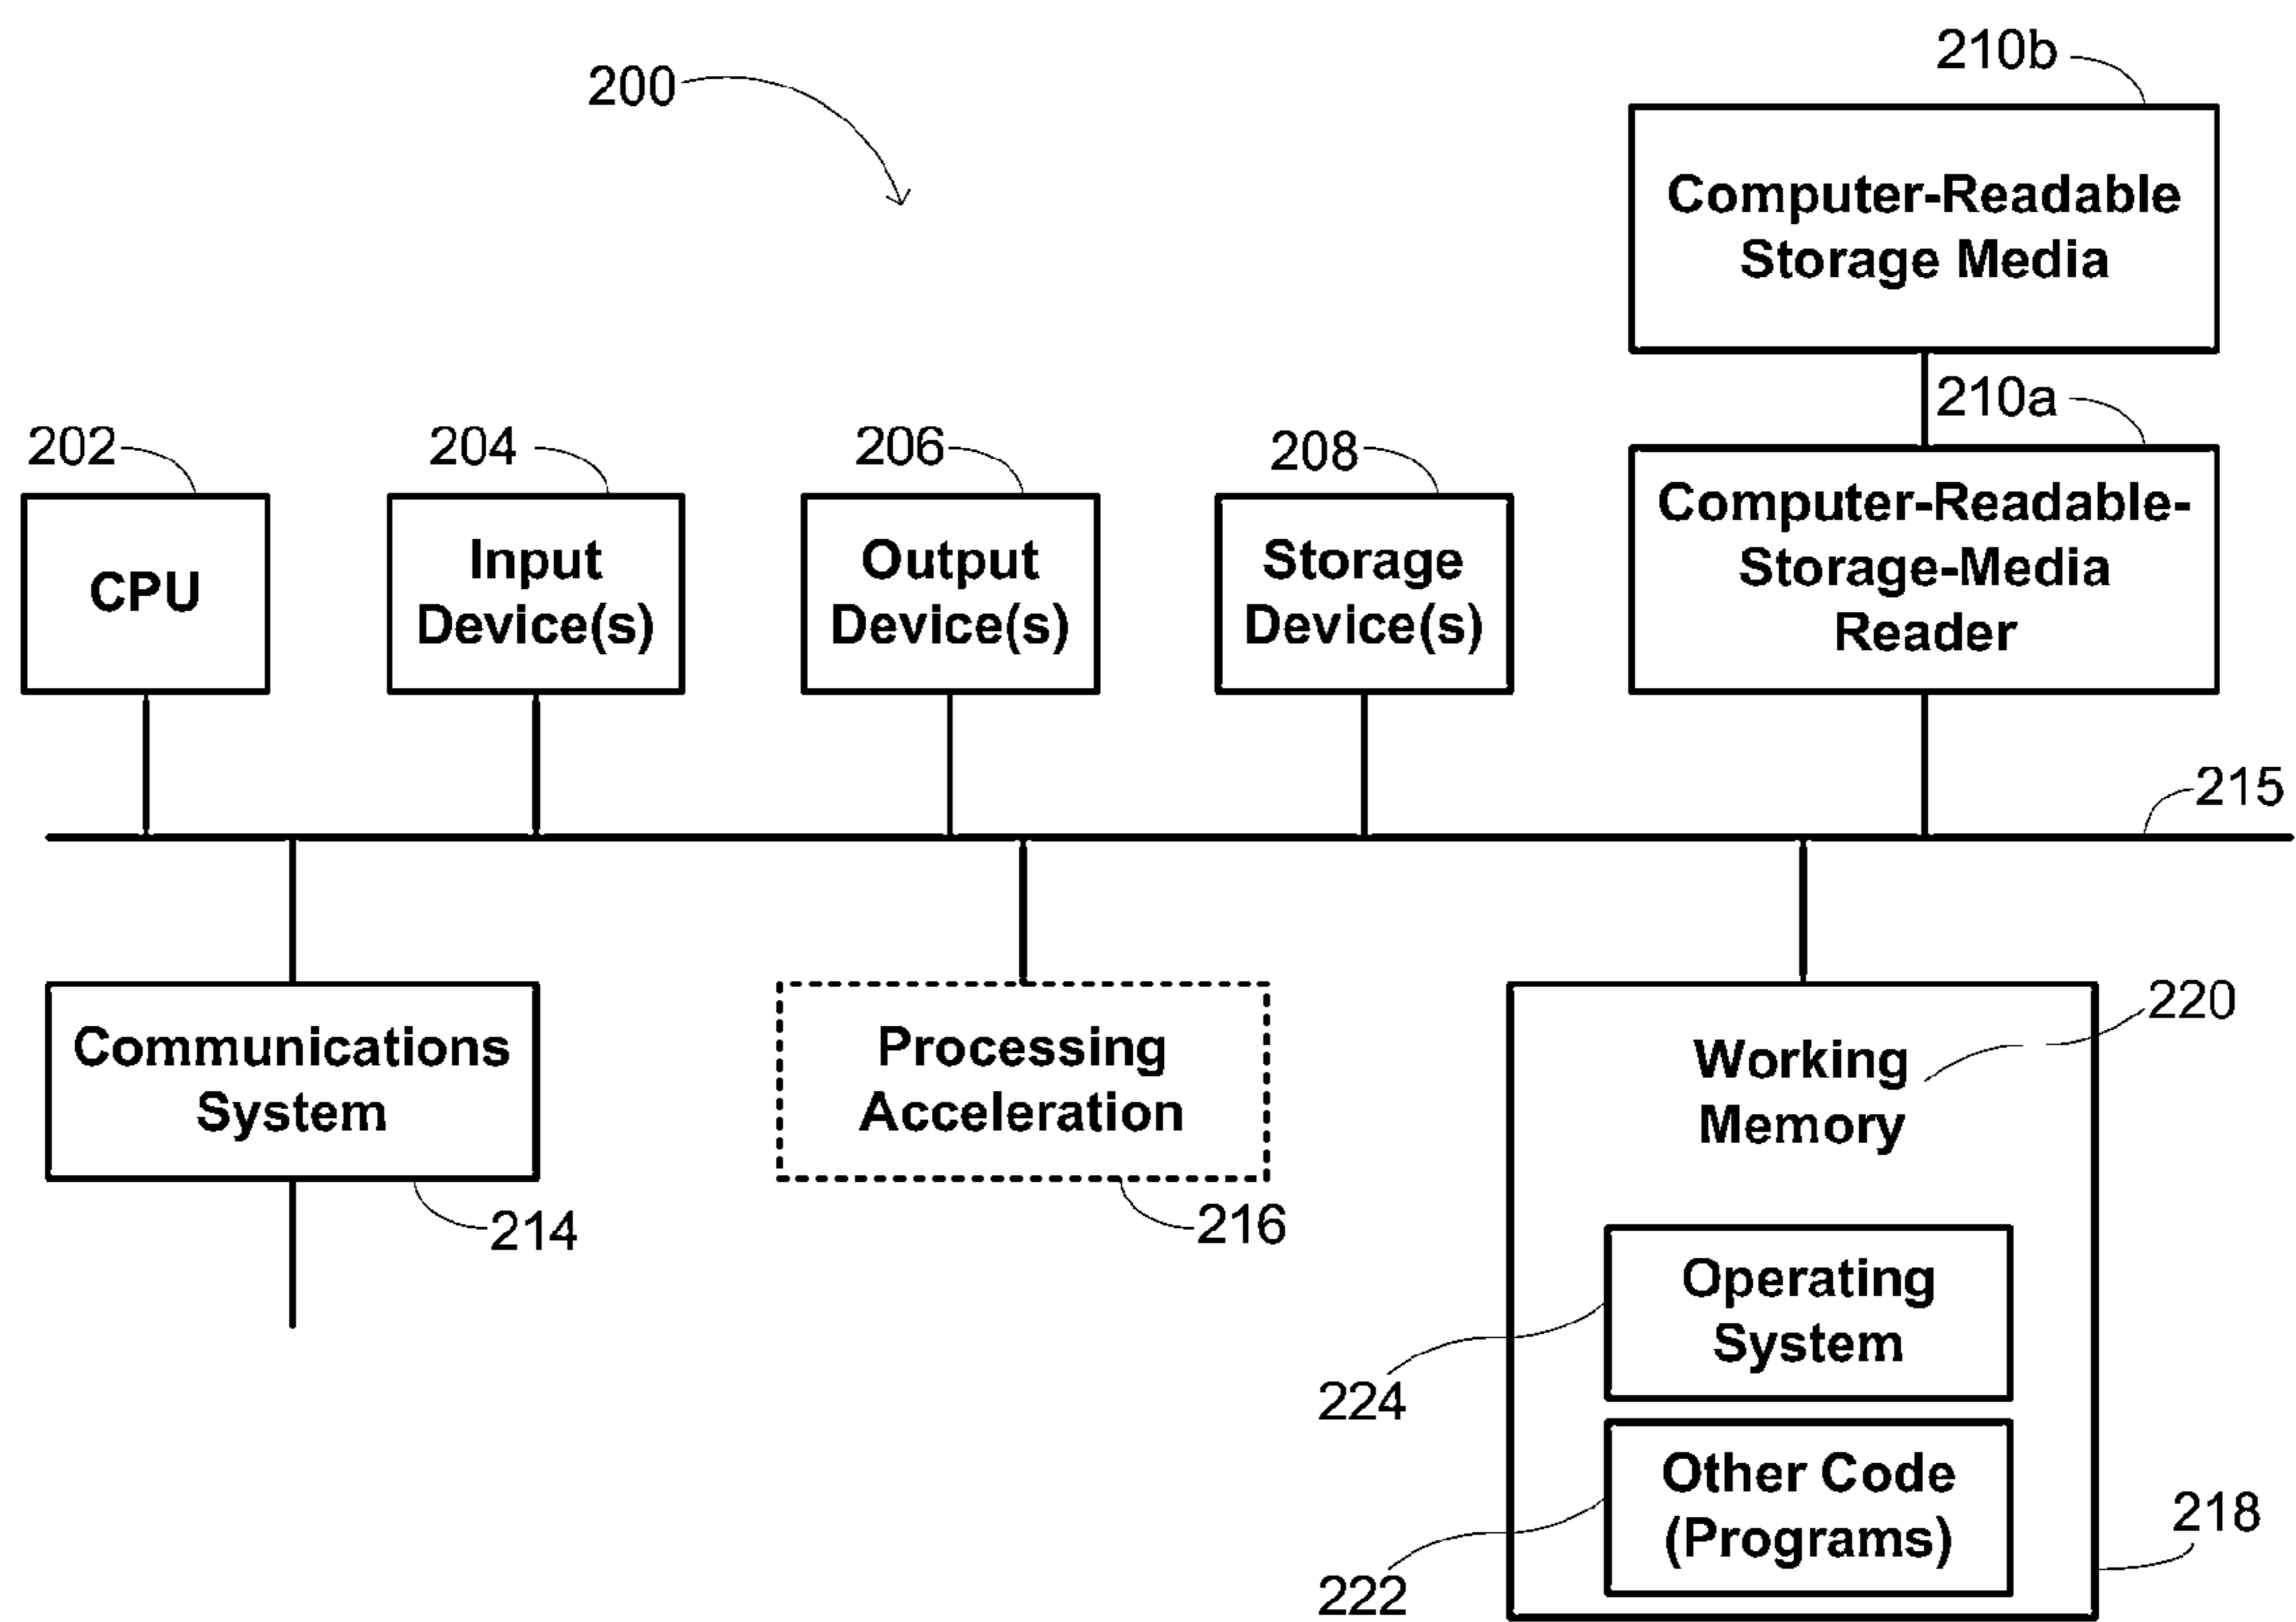 200
210b
Computer-Readable
Storage Media
210a
Computer-Readable-
Storage-Media
Reader
202
CPU
204
Input
Device(s)
206
Output
Device(s)
208
Storage
Device(s)
215
Communications
System
214
Processing
Acceleration
216
220
Working
Memory
Operating
System
224
Other Code
(Programs)
222
218